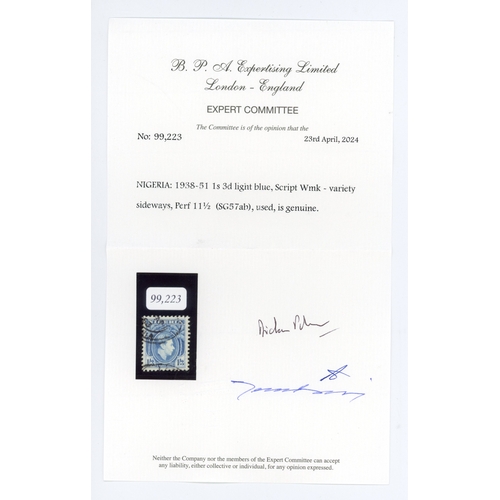 B. P. A. Expertising Limited
London - England
EXPERT COMMITTEE
The Committee is of the opinion that the
No: 99,223
23rd April, 2024
NIGERIA: 1938-51 1s 3d light blue, Script Wmk - variety
sideways, Perf 11½ (SG57ab), used, is genuine.
99,223
Neither the Company nor the members of the Expert Committee can accept
any liability, either collective or individual, for any opinion expressed.